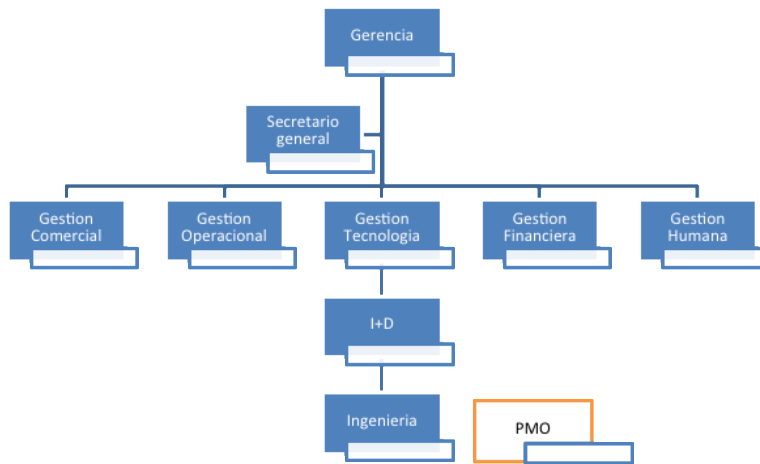 Gerencia
Secretario
general
Gestion
Comercial
Gestion
Operacional
Gestion
Tecnologia
Gestion
Financiera
Gestion
Humana
I+D
Ingenieria
PMO